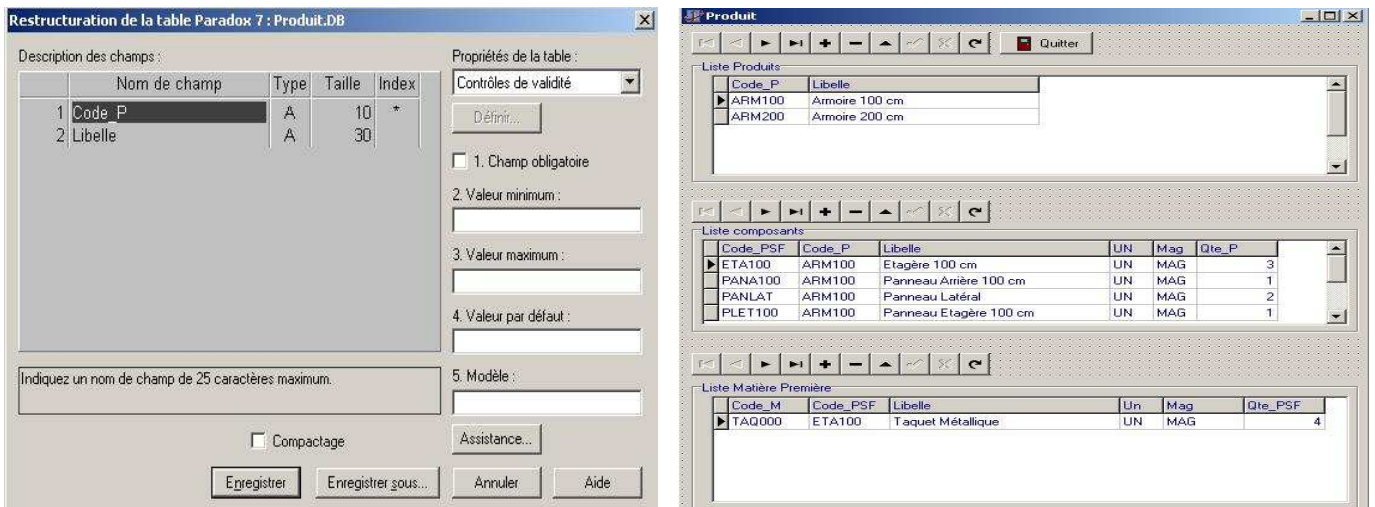 Restructuration de la table Paradox 7 : Produit.DB
Description des champs :
Nom de champ Type Taille Index
1 Code_P A 10 *
2 Libelle A 30
Indiquez un nom de champ de 25 caractères maximum.
Compactage
Enregistrer Enregistrer sous... Annuler Aide
Propriétés de la table :
Contrôles de validité
Définir...
1. Champ obligatoire
2. Valeur minimum :
3. Valeur maximum :
4. Valeur par défaut :
5. Modèle :
Assistance...
Produit
Quitter
Liste Produits
Code_P Libelle
ARM100 Armoire 100 cm
ARM200 Armoire 200 cm
Liste composants
Code_PSF Code_P Libelle UN Mag Qte_P
ETA100 ARM100 Etagère 100 cm UN MAG 3
PANA100 ARM100 Panneau Arrière 100 cm UN MAG 1
PANLAT ARM100 Panneau Latéral UN MAG 2
PLET100 ARM100 Panneau Etagère 100 cm UN MAG 1
Liste Matière Première
Code_M Code_PSF Libelle Un Mag Qte_PSF
TAQ000 ETA100 Taquet Métallique UN MAG 4